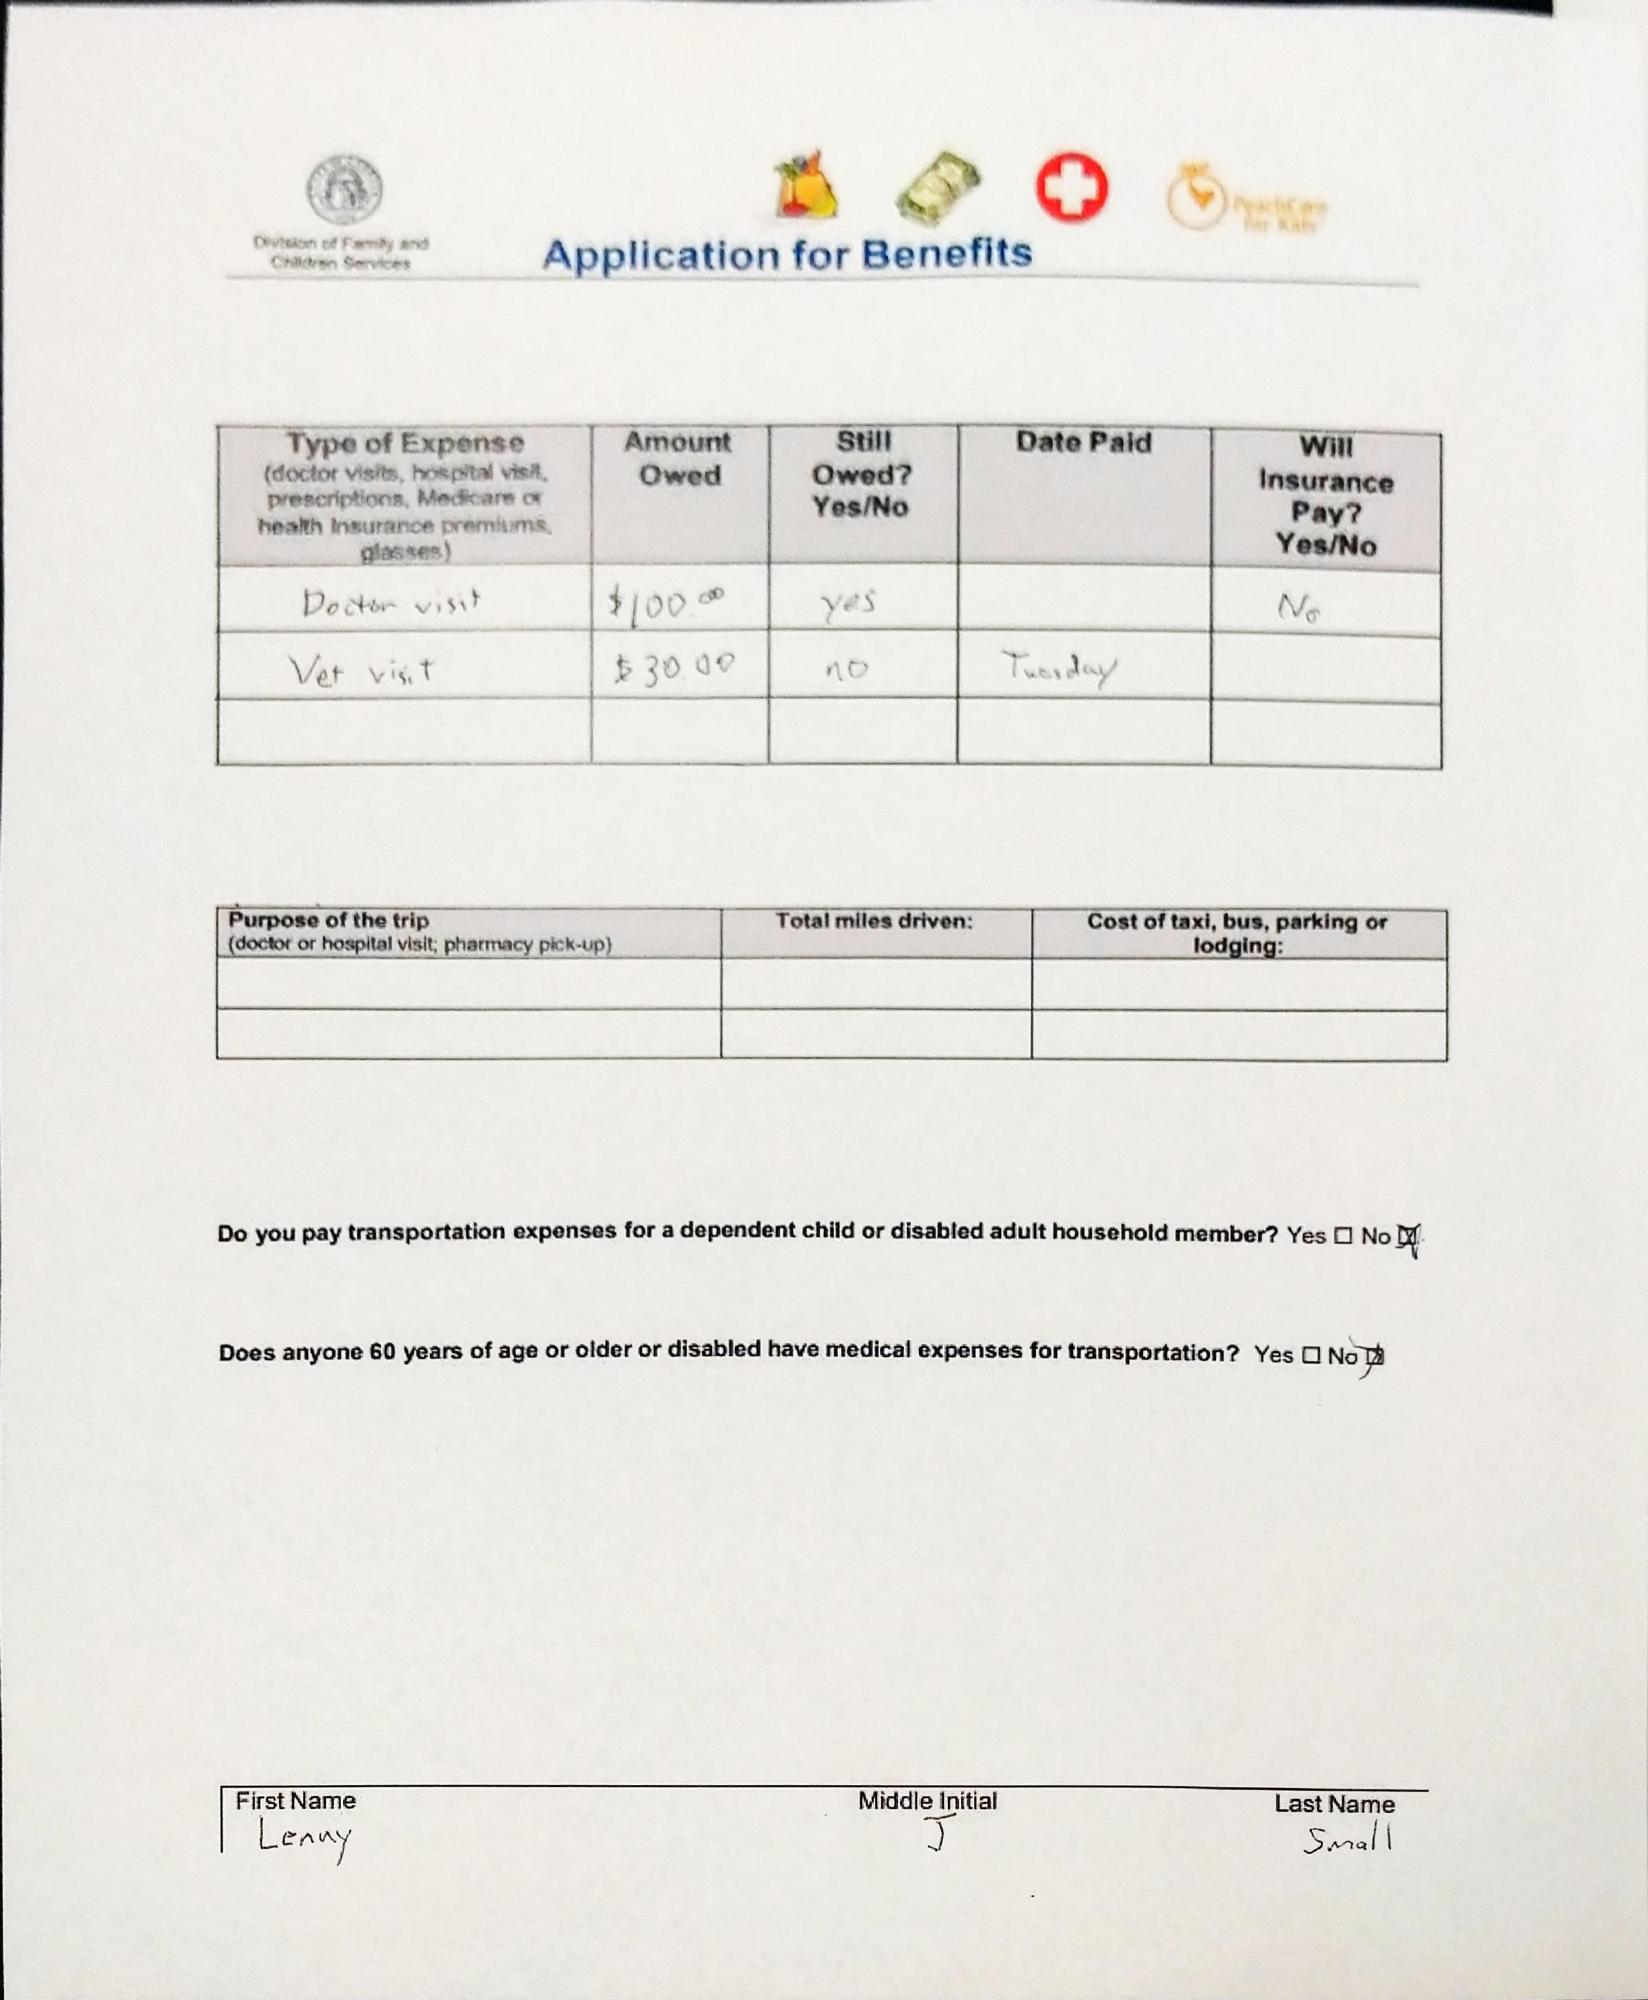 Division of Family and
Children Services
PeachCare
for Kids
Application for Benefits
Type of Expense
(doctor visits, hospital visit,
prescriptions, Medicare or
health Insurance premiums,
glasses)
Amount
Owed
Still
Owed?
Yes/No
Date Paid
Will
Insurance
Pay?
Yes/No
Doctor visit $100.00 yes No
Vet visit $30.00 no Tuesday
Purpose of the trip
(doctor or hospital visit; pharmacy pick-up)
Total miles driven:
Cost of taxi, bus, parking or
lodging:
Do you pay transportation expenses for a dependent child or disabled adult household member? Yes ☐ No ☒
Does anyone 60 years of age or older or disabled have medical expenses for transportation? Yes ☐ No ☒
First Name Middle Initial Last Name
Lenny J Small